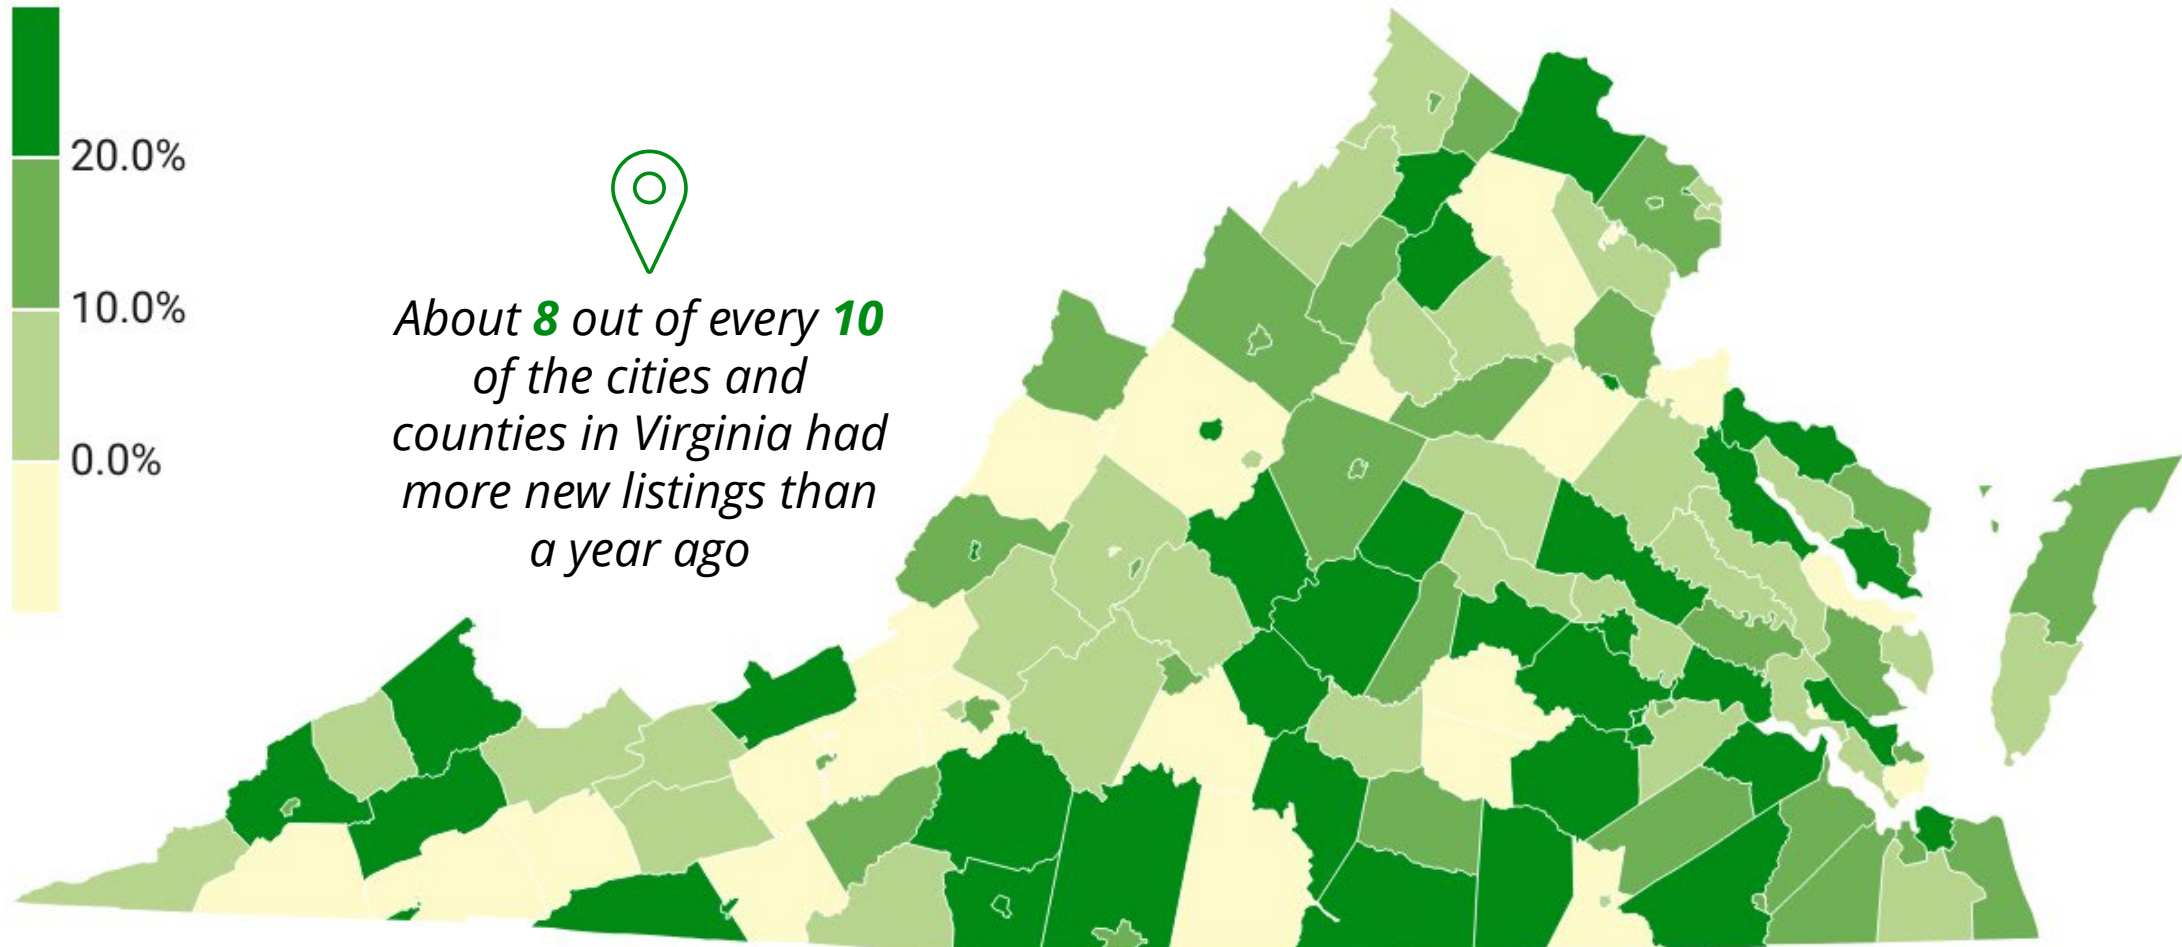 20.0%
10.0%
0.0%
About 8 out of every 10
of the cities and
counties in Virginia had
more new listings than
a year ago